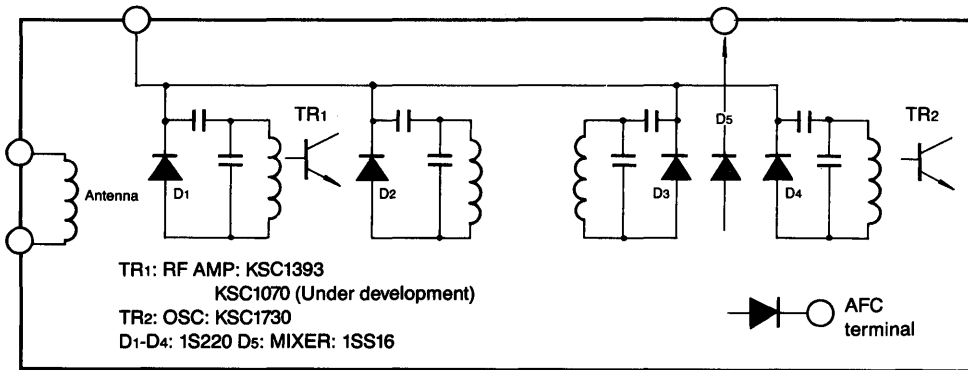 TR1
TR2
D5
D1
D2
D3
D4
Antenna
TR1: RF AMP: KSC1393
KSC1070 (Under development)
TR2: OSC: KSC1730
D1-D4: 1S220 D5: MIXER: 1SS16
AFC
terminal